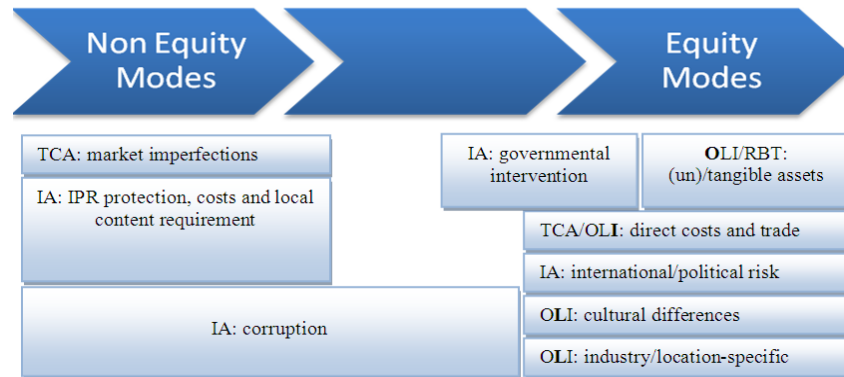 Non Equity
Modes
Equity
Modes
TCA: market imperfections
IA: IPR protection, costs and local
content requirement
IA: corruption
IA: governmental
intervention
OLI/RBT:
(un)/tangible assets
TCA/OLI: direct costs and trade
IA: international/political risk
OLI: cultural differences
OLI: industry/location-specific